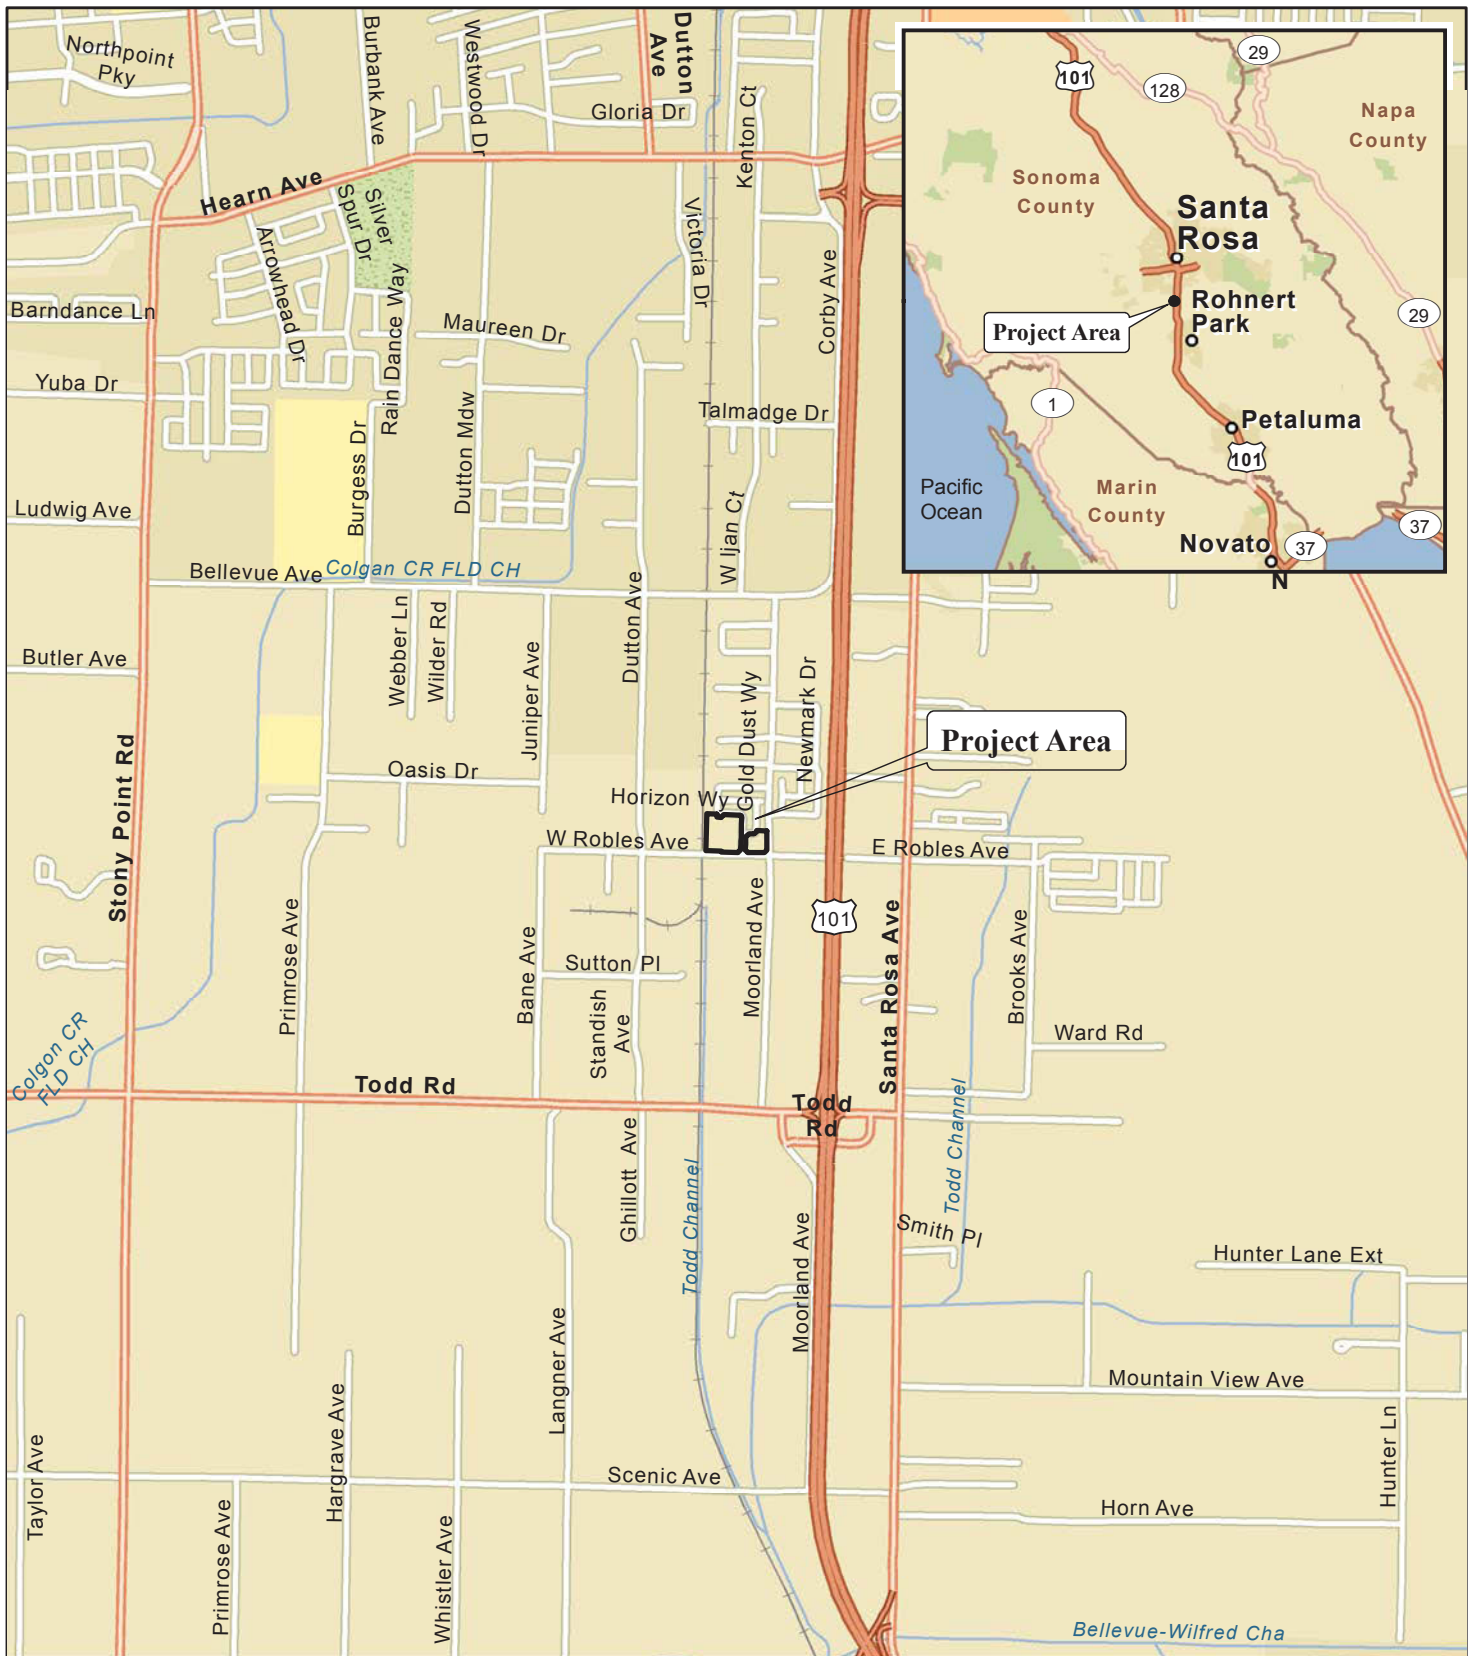 Northpoint
Pky
Burbank Ave
Westwood Dr
Dutton
Ave
Gloria Dr
Kenton Ct
Hearn Ave
Silver
Spur Dr
Arrowhead Dr
Rain Dance Way
Victoria Dr
Corby Ave
Barndance Ln
Maureen Dr
Yuba Dr
Talmadge Dr
Burgess Dr
Dutton Mdw
Ludwig Ave
W Ijan Ct
Bellevue Ave
Colgan CR FLD CH
Webber Ln
Wilder Rd
Juniper Ave
Dutton Ave
Butler Ave
Gold Dust Wy
Newmark Dr
Project Area
Stony Point Rd
Oasis Dr
Horizon Wy
W Robles Ave
E Robles Ave
Primrose Ave
Bane Ave
Sutton Pl
Standish
Ave
Moorland Ave
101
Santa Rosa Ave
Brooks Ave
Ward Rd
Colgon CR
FLD CH
Todd Rd
Todd
Rd
Ghillott Ave
Todd Channel
Todd Channel
Smith Pl
Moorland Ave
Hunter Lane Ext
Langner Ave
Mountain View Ave
Hargrave Ave
Taylor Ave
Scenic Ave
Hunter Ln
Horn Ave
Primrose Ave
Whistler Ave
Bellevue-Wilfred Cha
101
29
128
Napa
County
Sonoma
County
Santa
Rosa
Rohnert
Park
Project Area
29
1
Petaluma
101
Pacific
Ocean
Marin
County
37
Novato
37
N